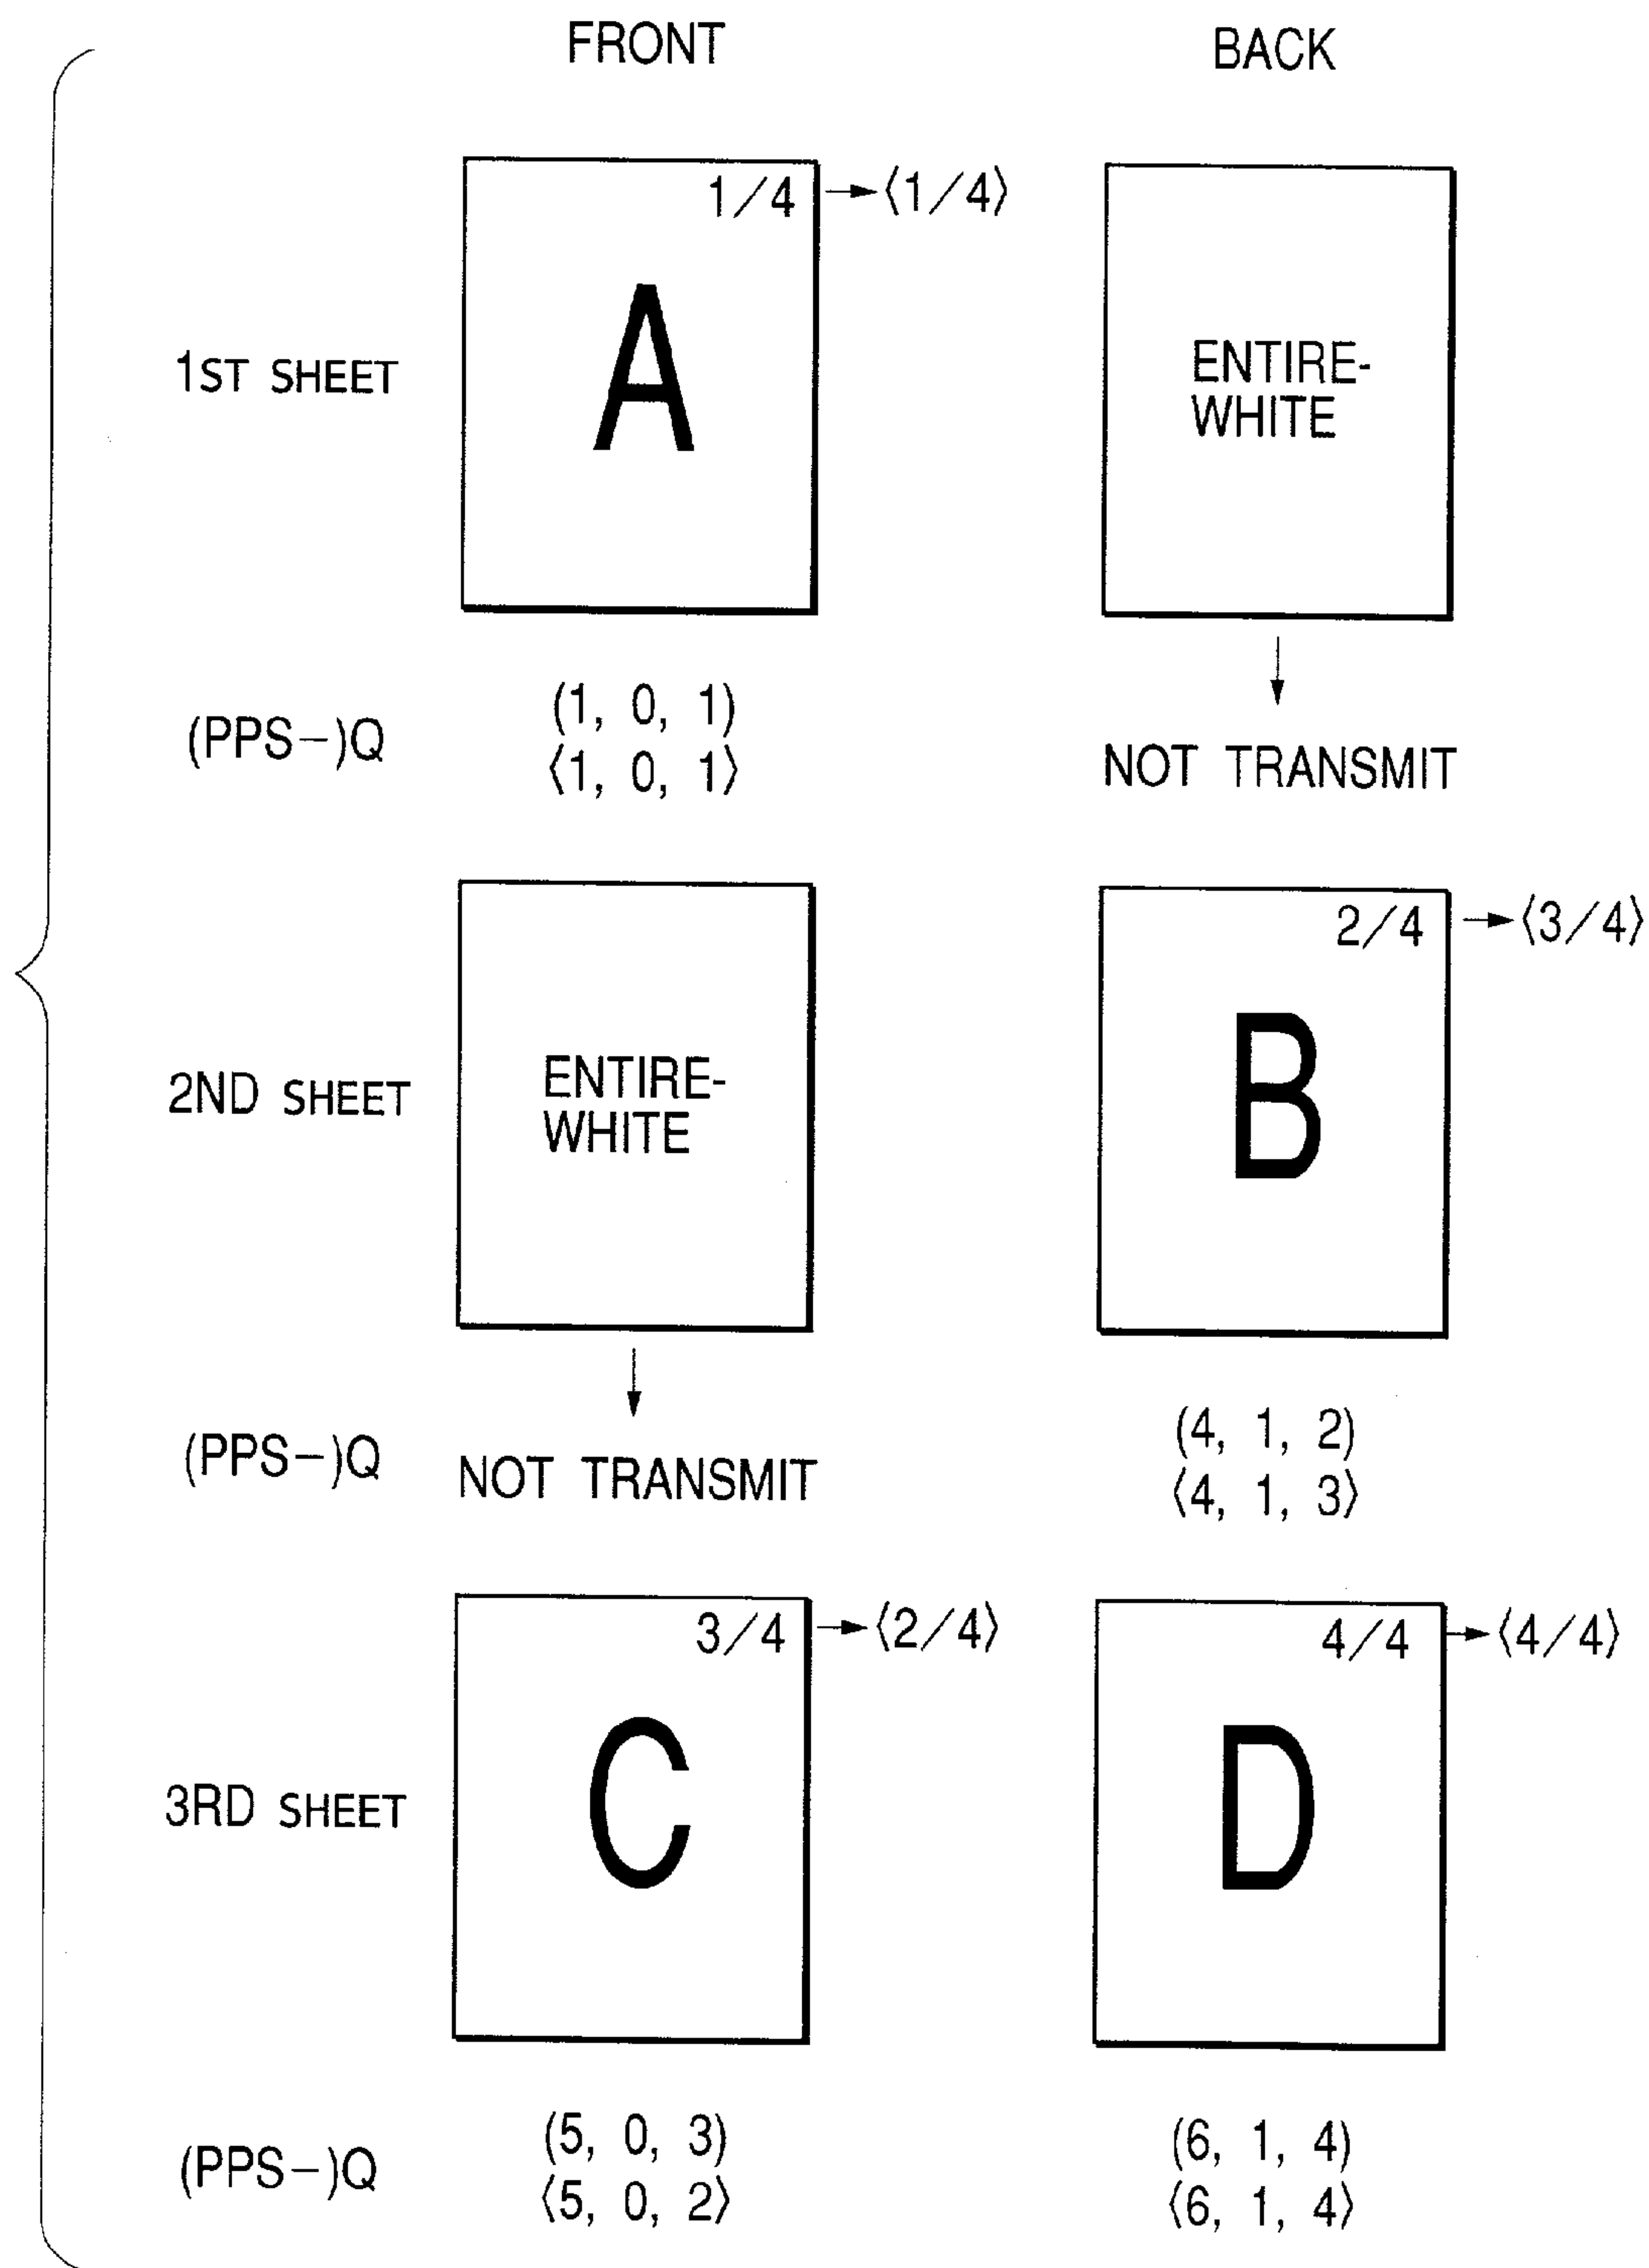 FRONT BACK
1/4 → ⟨1/4⟩
1ST SHEET A ENTIRE-
WHITE
(PPS-)Q (1, 0, 1)
⟨1, 0, 1⟩ NOT TRANSMIT
2/4 → ⟨3/4⟩
2ND SHEET ENTIRE-
WHITE B
(PPS-)Q NOT TRANSMIT (4, 1, 2)
⟨4, 1, 3⟩
3/4 → ⟨2/4⟩ 4/4 → ⟨4/4⟩
3RD SHEET C D
(PPS-)Q (5, 0, 3) (6, 1, 4)
⟨5, 0, 2⟩ ⟨6, 1, 4⟩